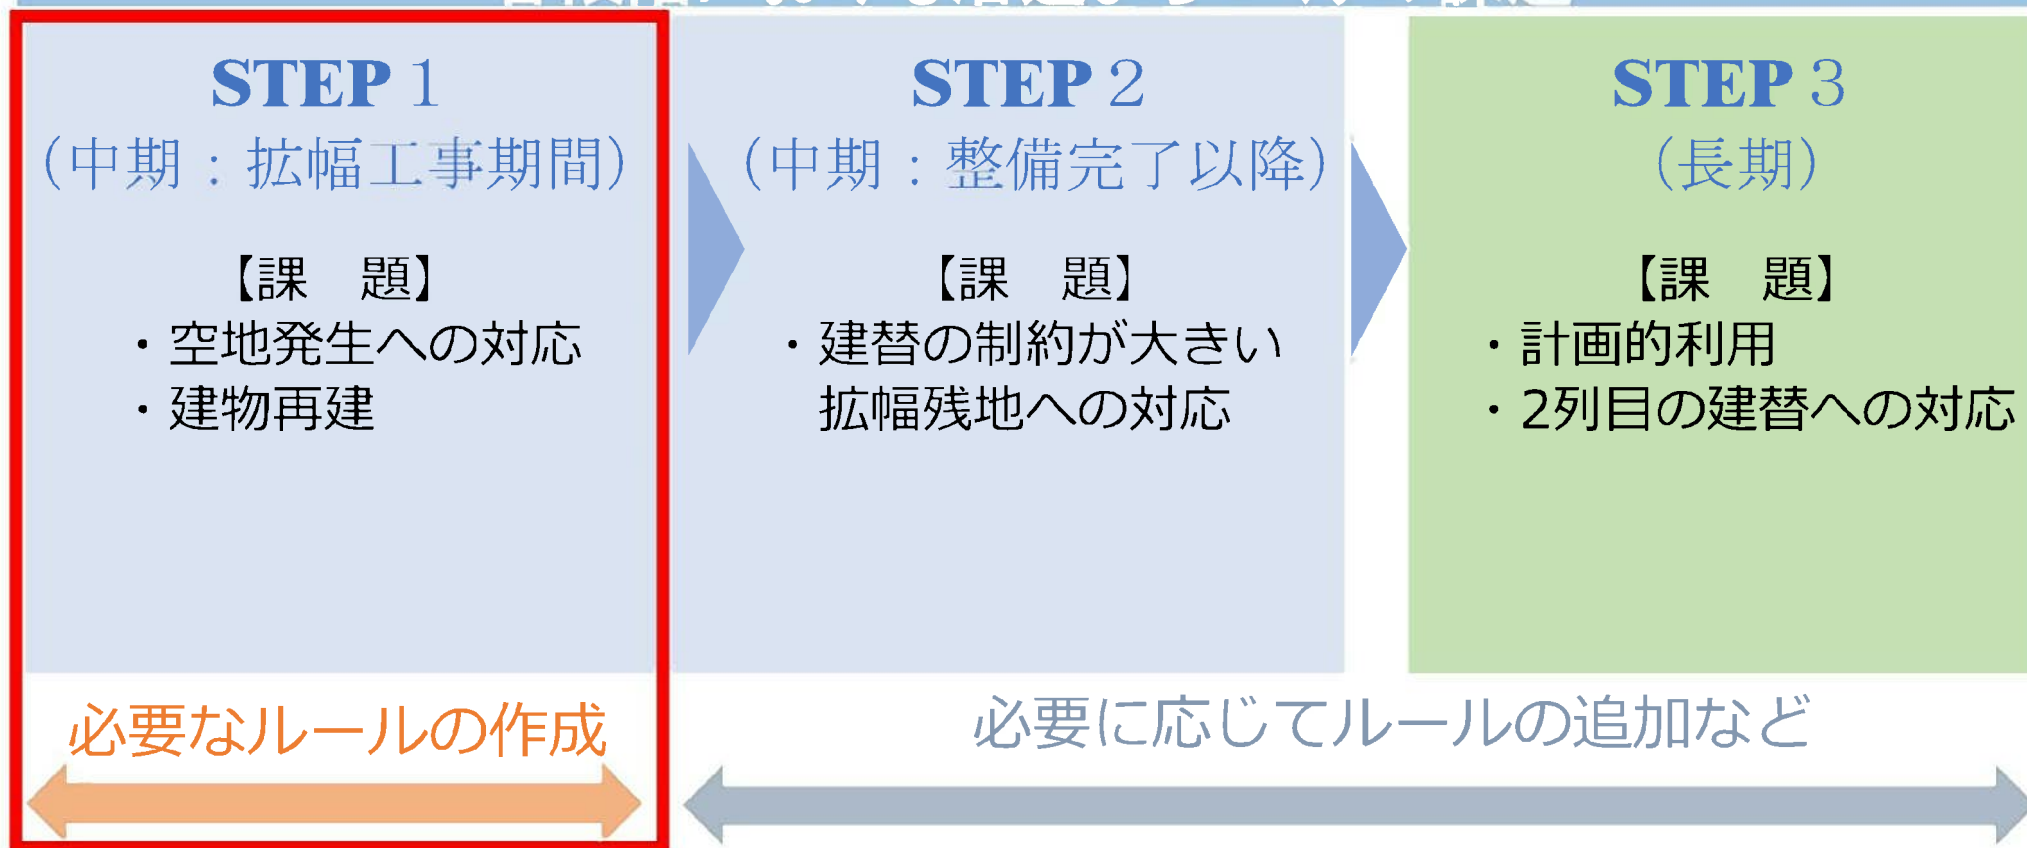 STEP 1
（中期：拡幅工事期間）
【課　題】
・空地発生への対応
・建物再建
STEP 2
（中期：整備完了以降）
【課　題】
・建替の制約が大きい
拡幅残地への対応
STEP 3
（長期）
【課　題】
・計画的利用
・2列目の建替への対応
必要なルールの作成
必要に応じてルールの追加など